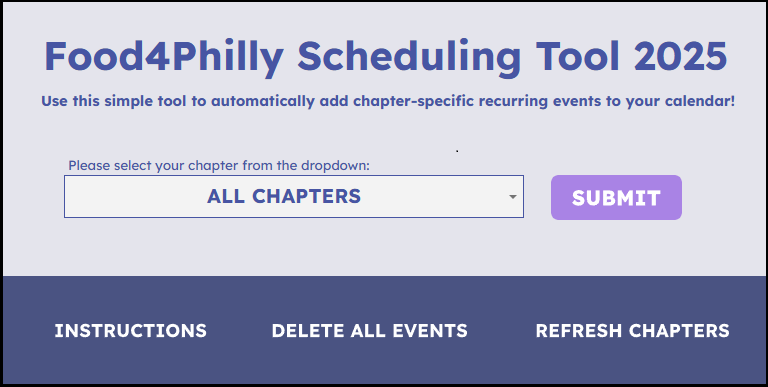 Food4Philly Scheduling Tool 2025
Use this simple tool to automatically add chapter-specific recurring events to your calendar!
Please select your chapter from the dropdown:
ALL CHAPTERS
SUBMIT
INSTRUCTIONS
DELETE ALL EVENTS
REFRESH CHAPTERS